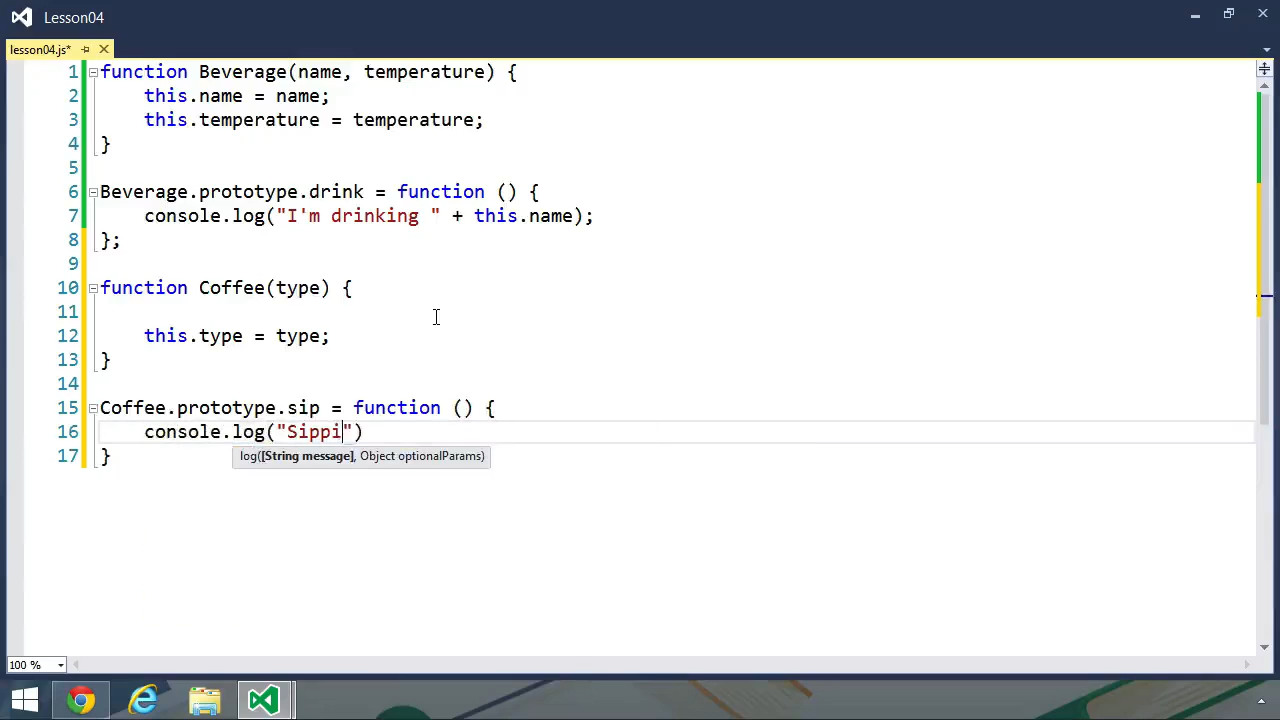 Lesson04
lesson04.js*
1 function Beverage(name, temperature) {
2 this.name = name;
3 this.temperature = temperature;
4 }
5
6 Beverage.prototype.drink = function () {
7 console.log("I'm drinking " + this.name);
8 };
9
10 function Coffee(type) {
11
12 this.type = type;
13 }
14
15 Coffee.prototype.sip = function () {
16 console.log("Sippi")
17 }
log([String message], Object optionalParams)
100 %